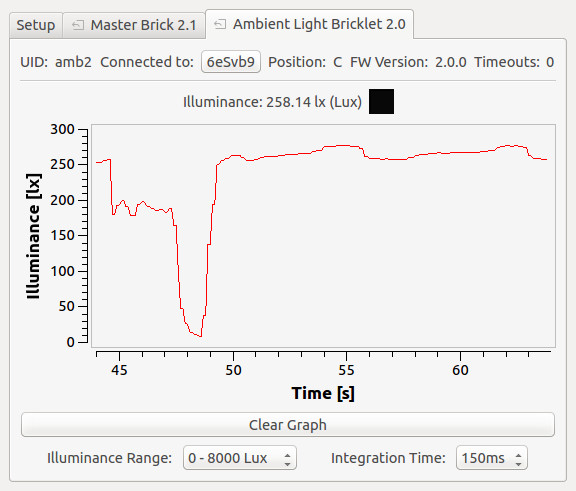 Setup Master Brick 2.1 Ambient Light Bricklet 2.0
UID: amb2 Connected to: 6eSvb9 Position: C FW Version: 2.0.0 Timeouts: 0
Illuminance: 258.14 lx (Lux)
300
250
200
150
100
50
0
Illuminance [lx]
45 50 55 60
Time [s]
Clear Graph
Illuminance Range: 0 - 8000 Lux Integration Time: 150ms